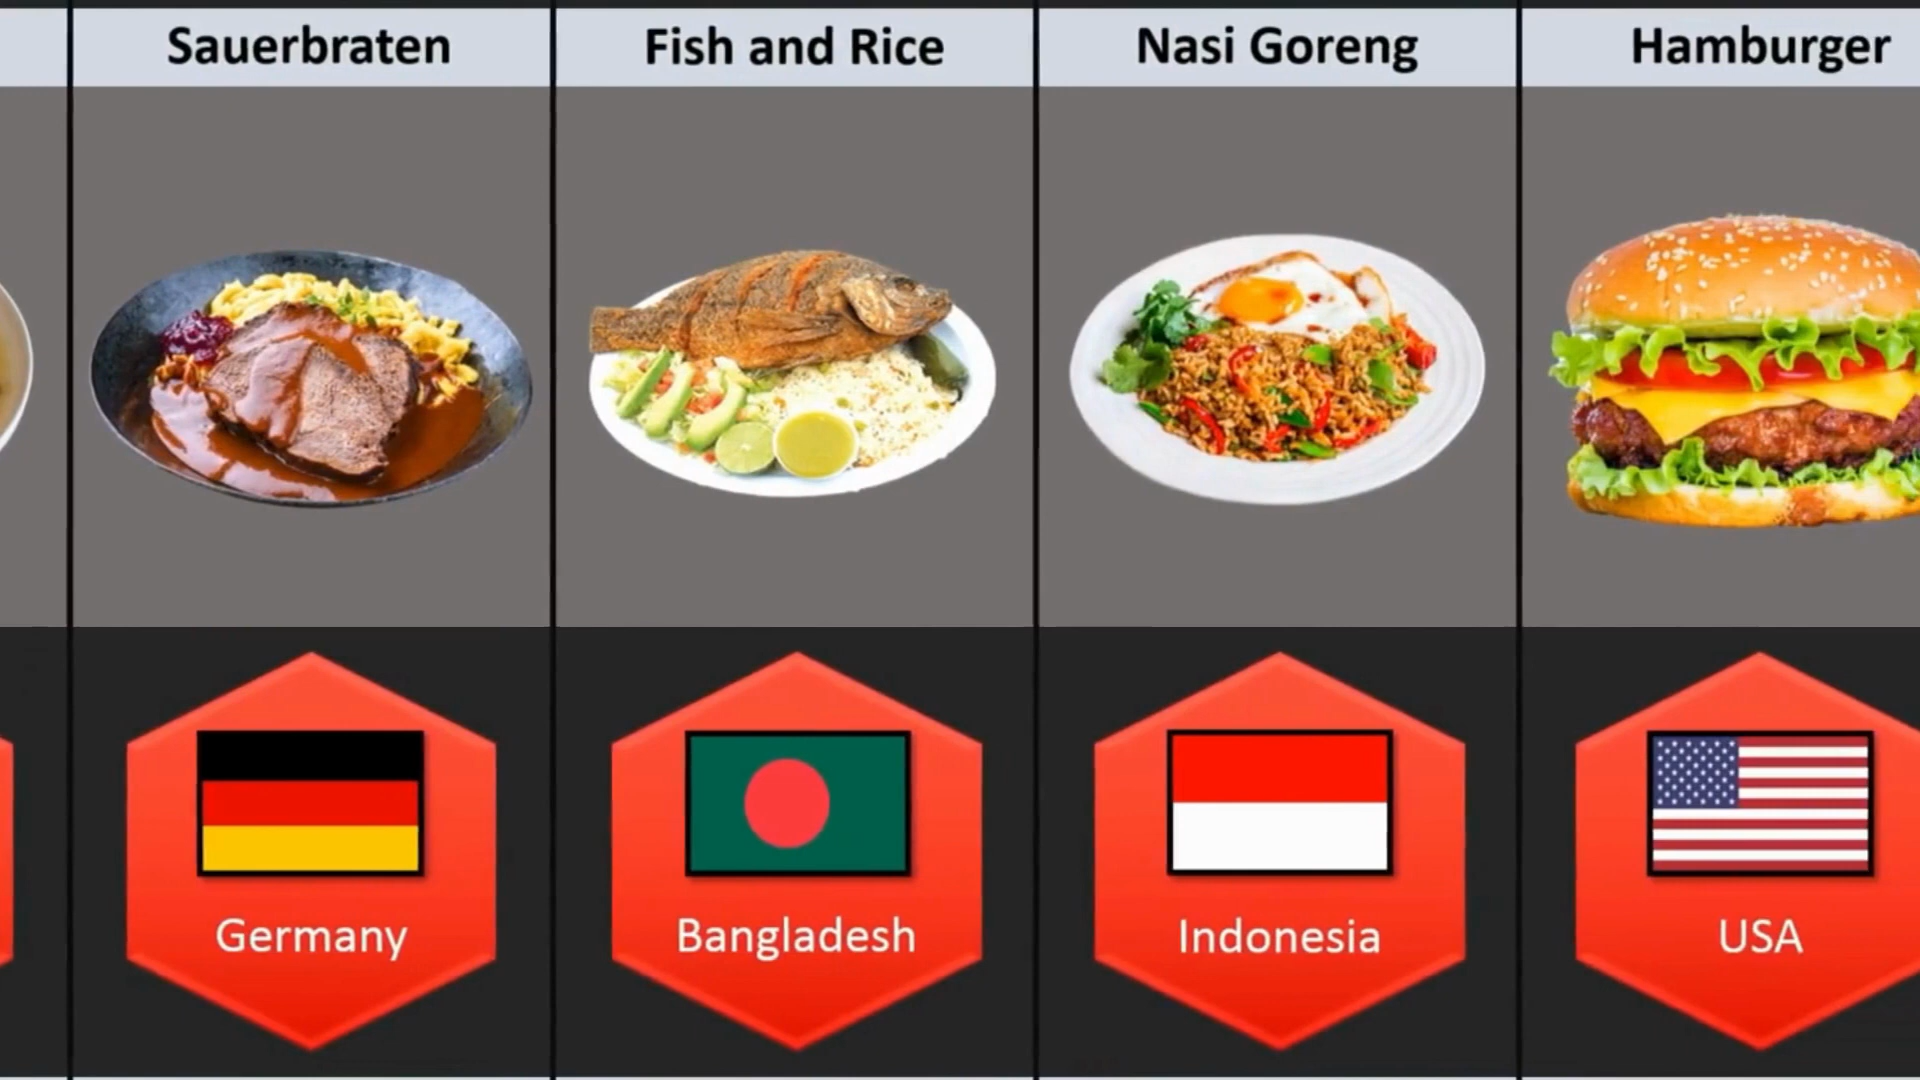 Sauerbraten
Fish and Rice
Nasi Goreng
Hamburger
Germany
Bangladesh
Indonesia
USA